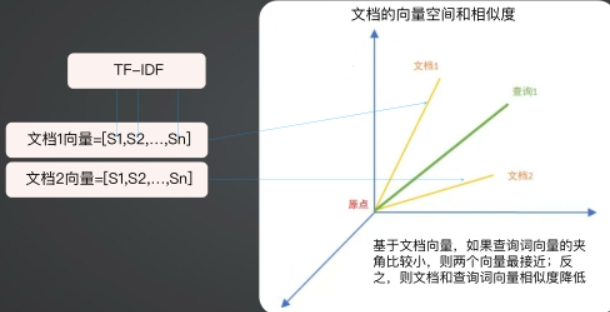 文档的向量空间和相似度
TF-IDF
文档1向量=[S1,S2,...,Sn]
文档2向量=[S1,S2,...,Sn]
文档1
查询1
文档2
原点
基于文档向量，如果查询词向量的夹
角比较小，则两个向量最接近；反
之，则文档和查询词向量相似度降低